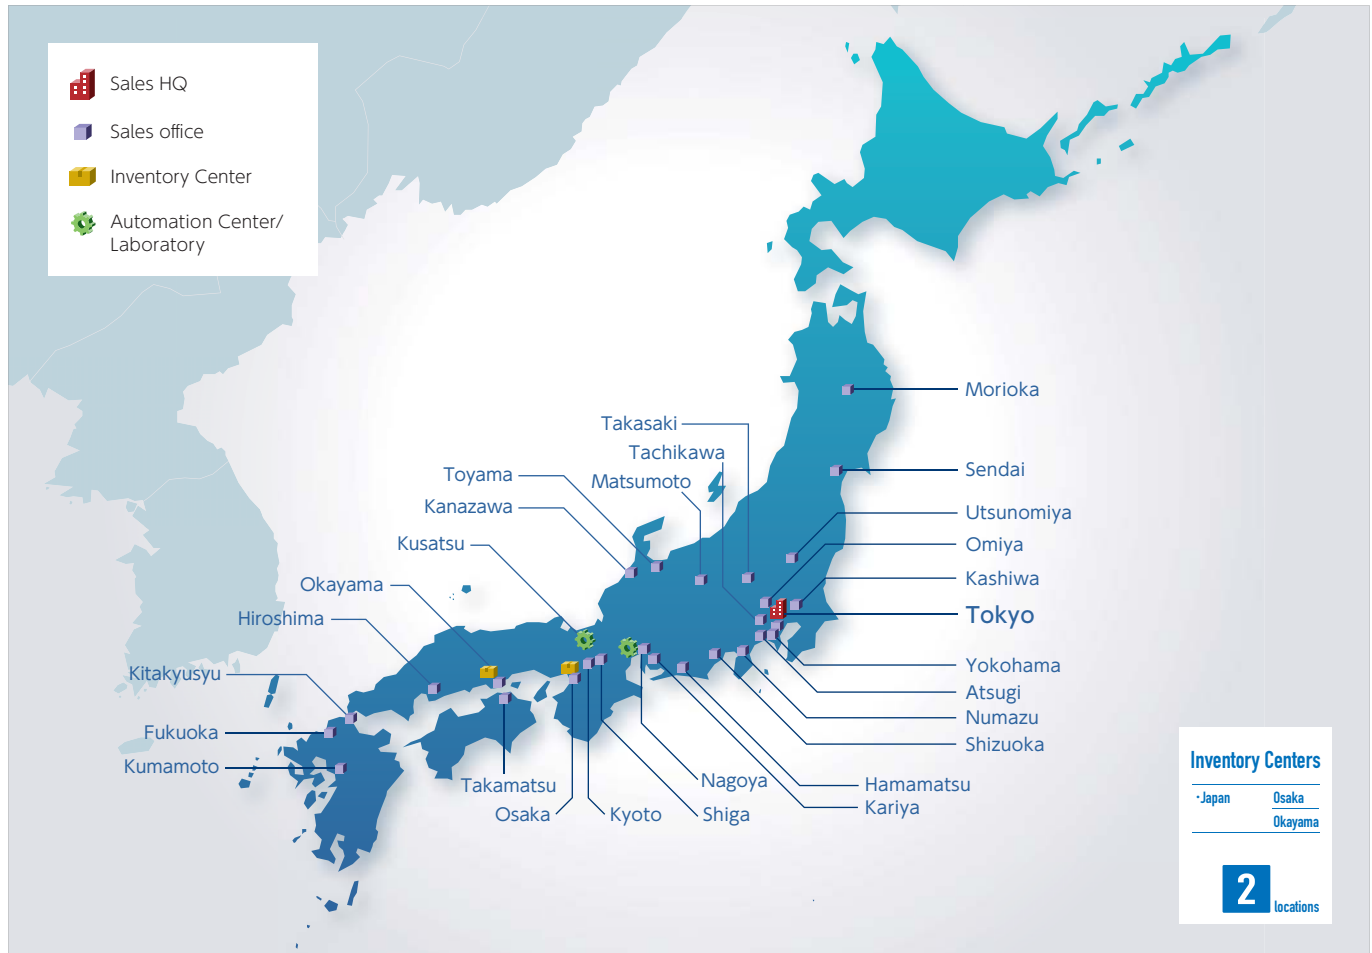 Sales HQ
Sales office
Inventory Center
Automation Center/
Laboratory
Morioka
Takasaki
Tachikawa
Sendai
Toyama
Matsumoto
Kanazawa
Utsunomiya
Kusatsu
Omiya
Okayama
Kashiwa
Hiroshima
Tokyo
Kitakyusyu
Yokohama
Atsugi
Numazu
Fukuoka
Shizuoka
Kumamoto
Takamatsu
Nagoya
Hamamatsu
Osaka
Kyoto
Shiga
Kariya
Inventory Centers
・Japan Osaka
Okayama
2 locations